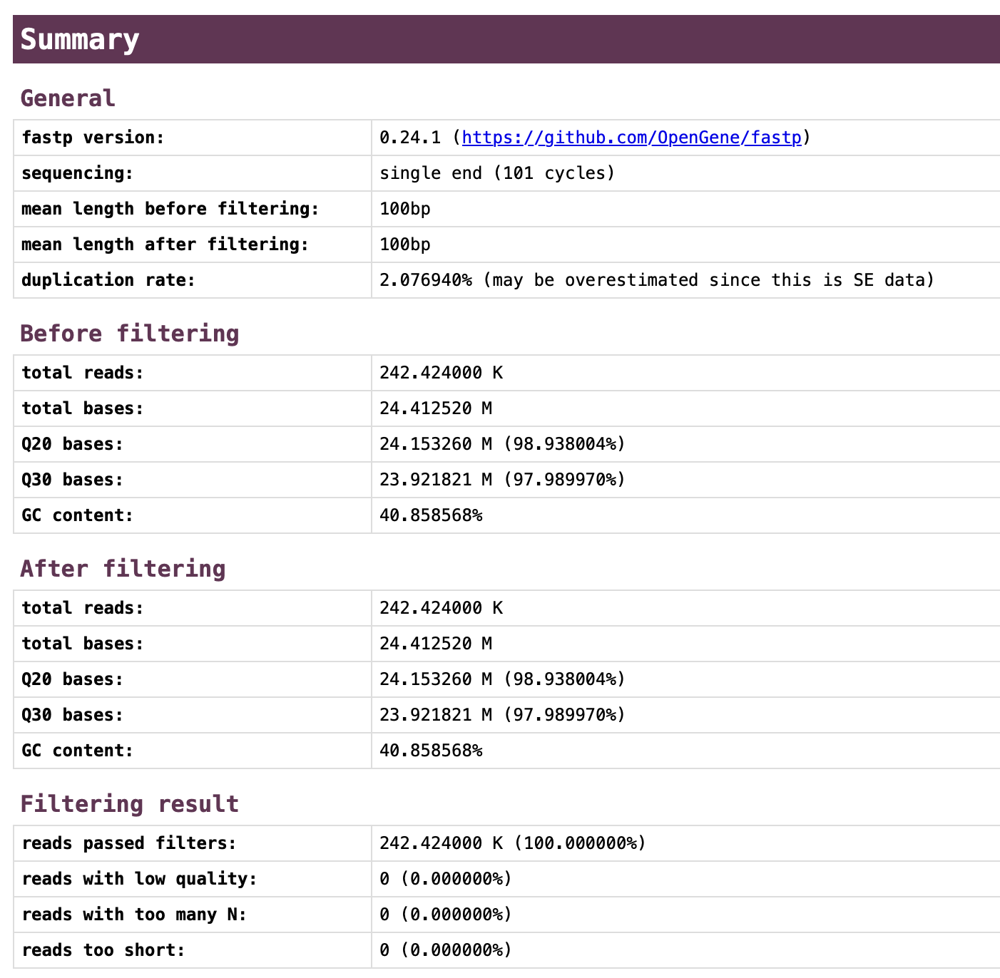 Summary
General
fastp version: 0.24.1 (https://github.com/OpenGene/fastp)
sequencing: single end (101 cycles)
mean length before filtering: 100bp
mean length after filtering: 100bp
duplication rate: 2.076940% (may be overestimated since this is SE data)
Before filtering
total reads: 242.424000 K
total bases: 24.412520 M
Q20 bases: 24.153260 M (98.938004%)
Q30 bases: 23.921821 M (97.989970%)
GC content: 40.858568%
After filtering
total reads: 242.424000 K
total bases: 24.412520 M
Q20 bases: 24.153260 M (98.938004%)
Q30 bases: 23.921821 M (97.989970%)
GC content: 40.858568%
Filtering result
reads passed filters: 242.424000 K (100.000000%)
reads with low quality: 0 (0.000000%)
reads with too many N: 0 (0.000000%)
reads too short: 0 (0.000000%)